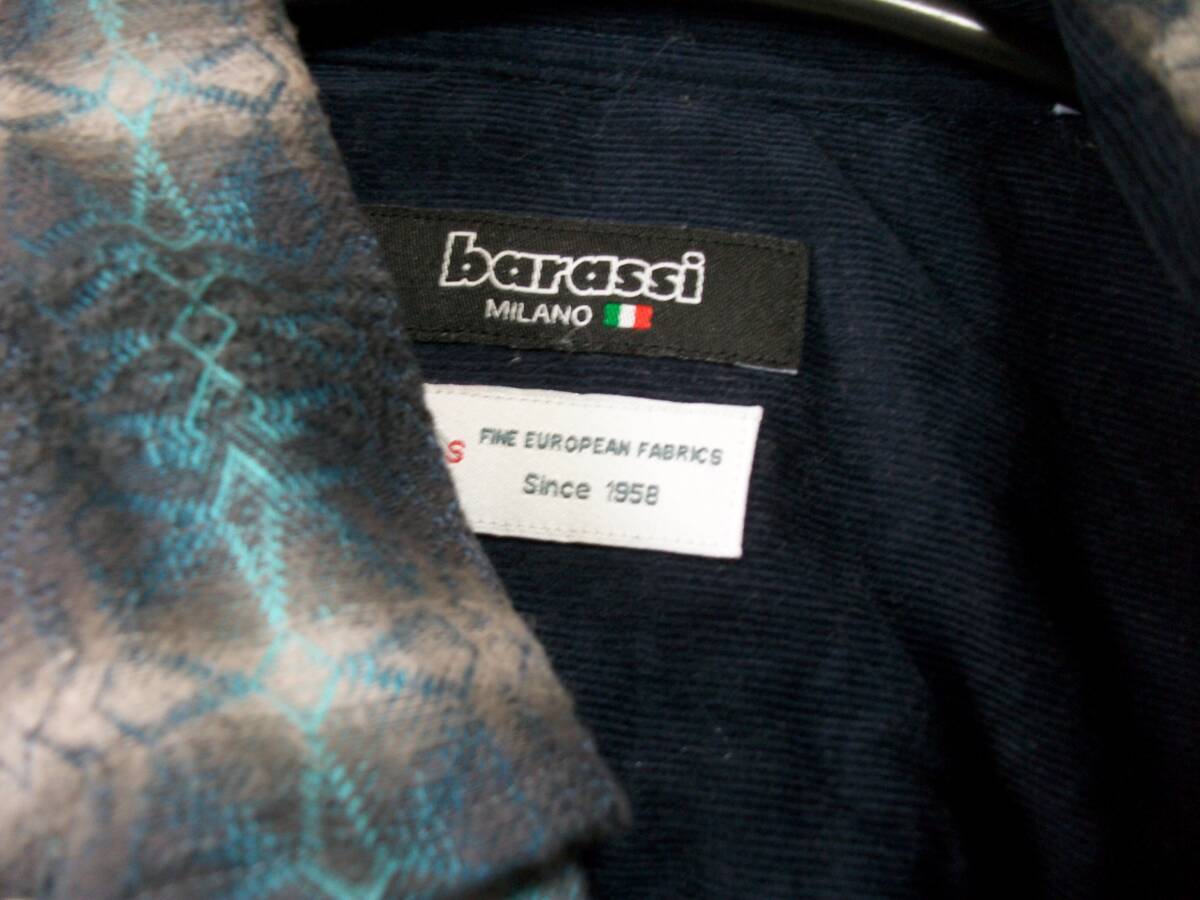 barassi
MILANO
s FINE EUROPEAN FABRICS
Since 1958